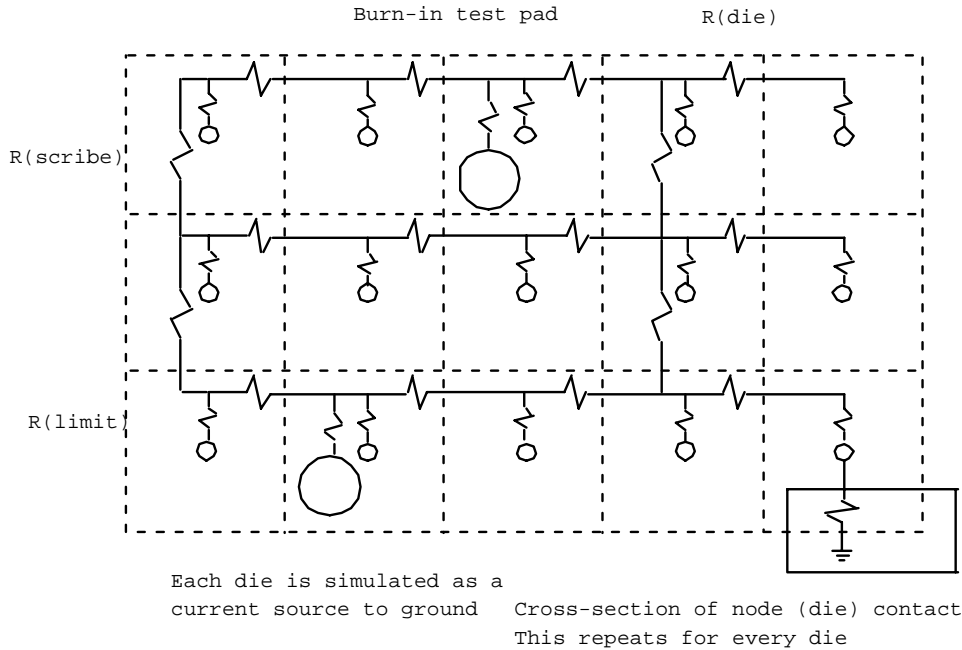 Burn-in test pad
R(die)
R(scribe)
R(limit)
Each die is simulated as a
current source to ground
Cross-section of node (die) contact
This repeats for every die